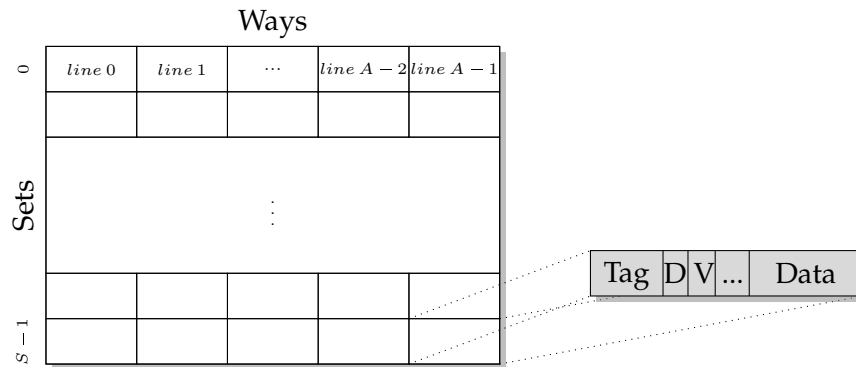 Ways
0
line 0 line 1 ... line A − 2 line A − 1
Sets
⋮
Tag D V ... Data
S − 1